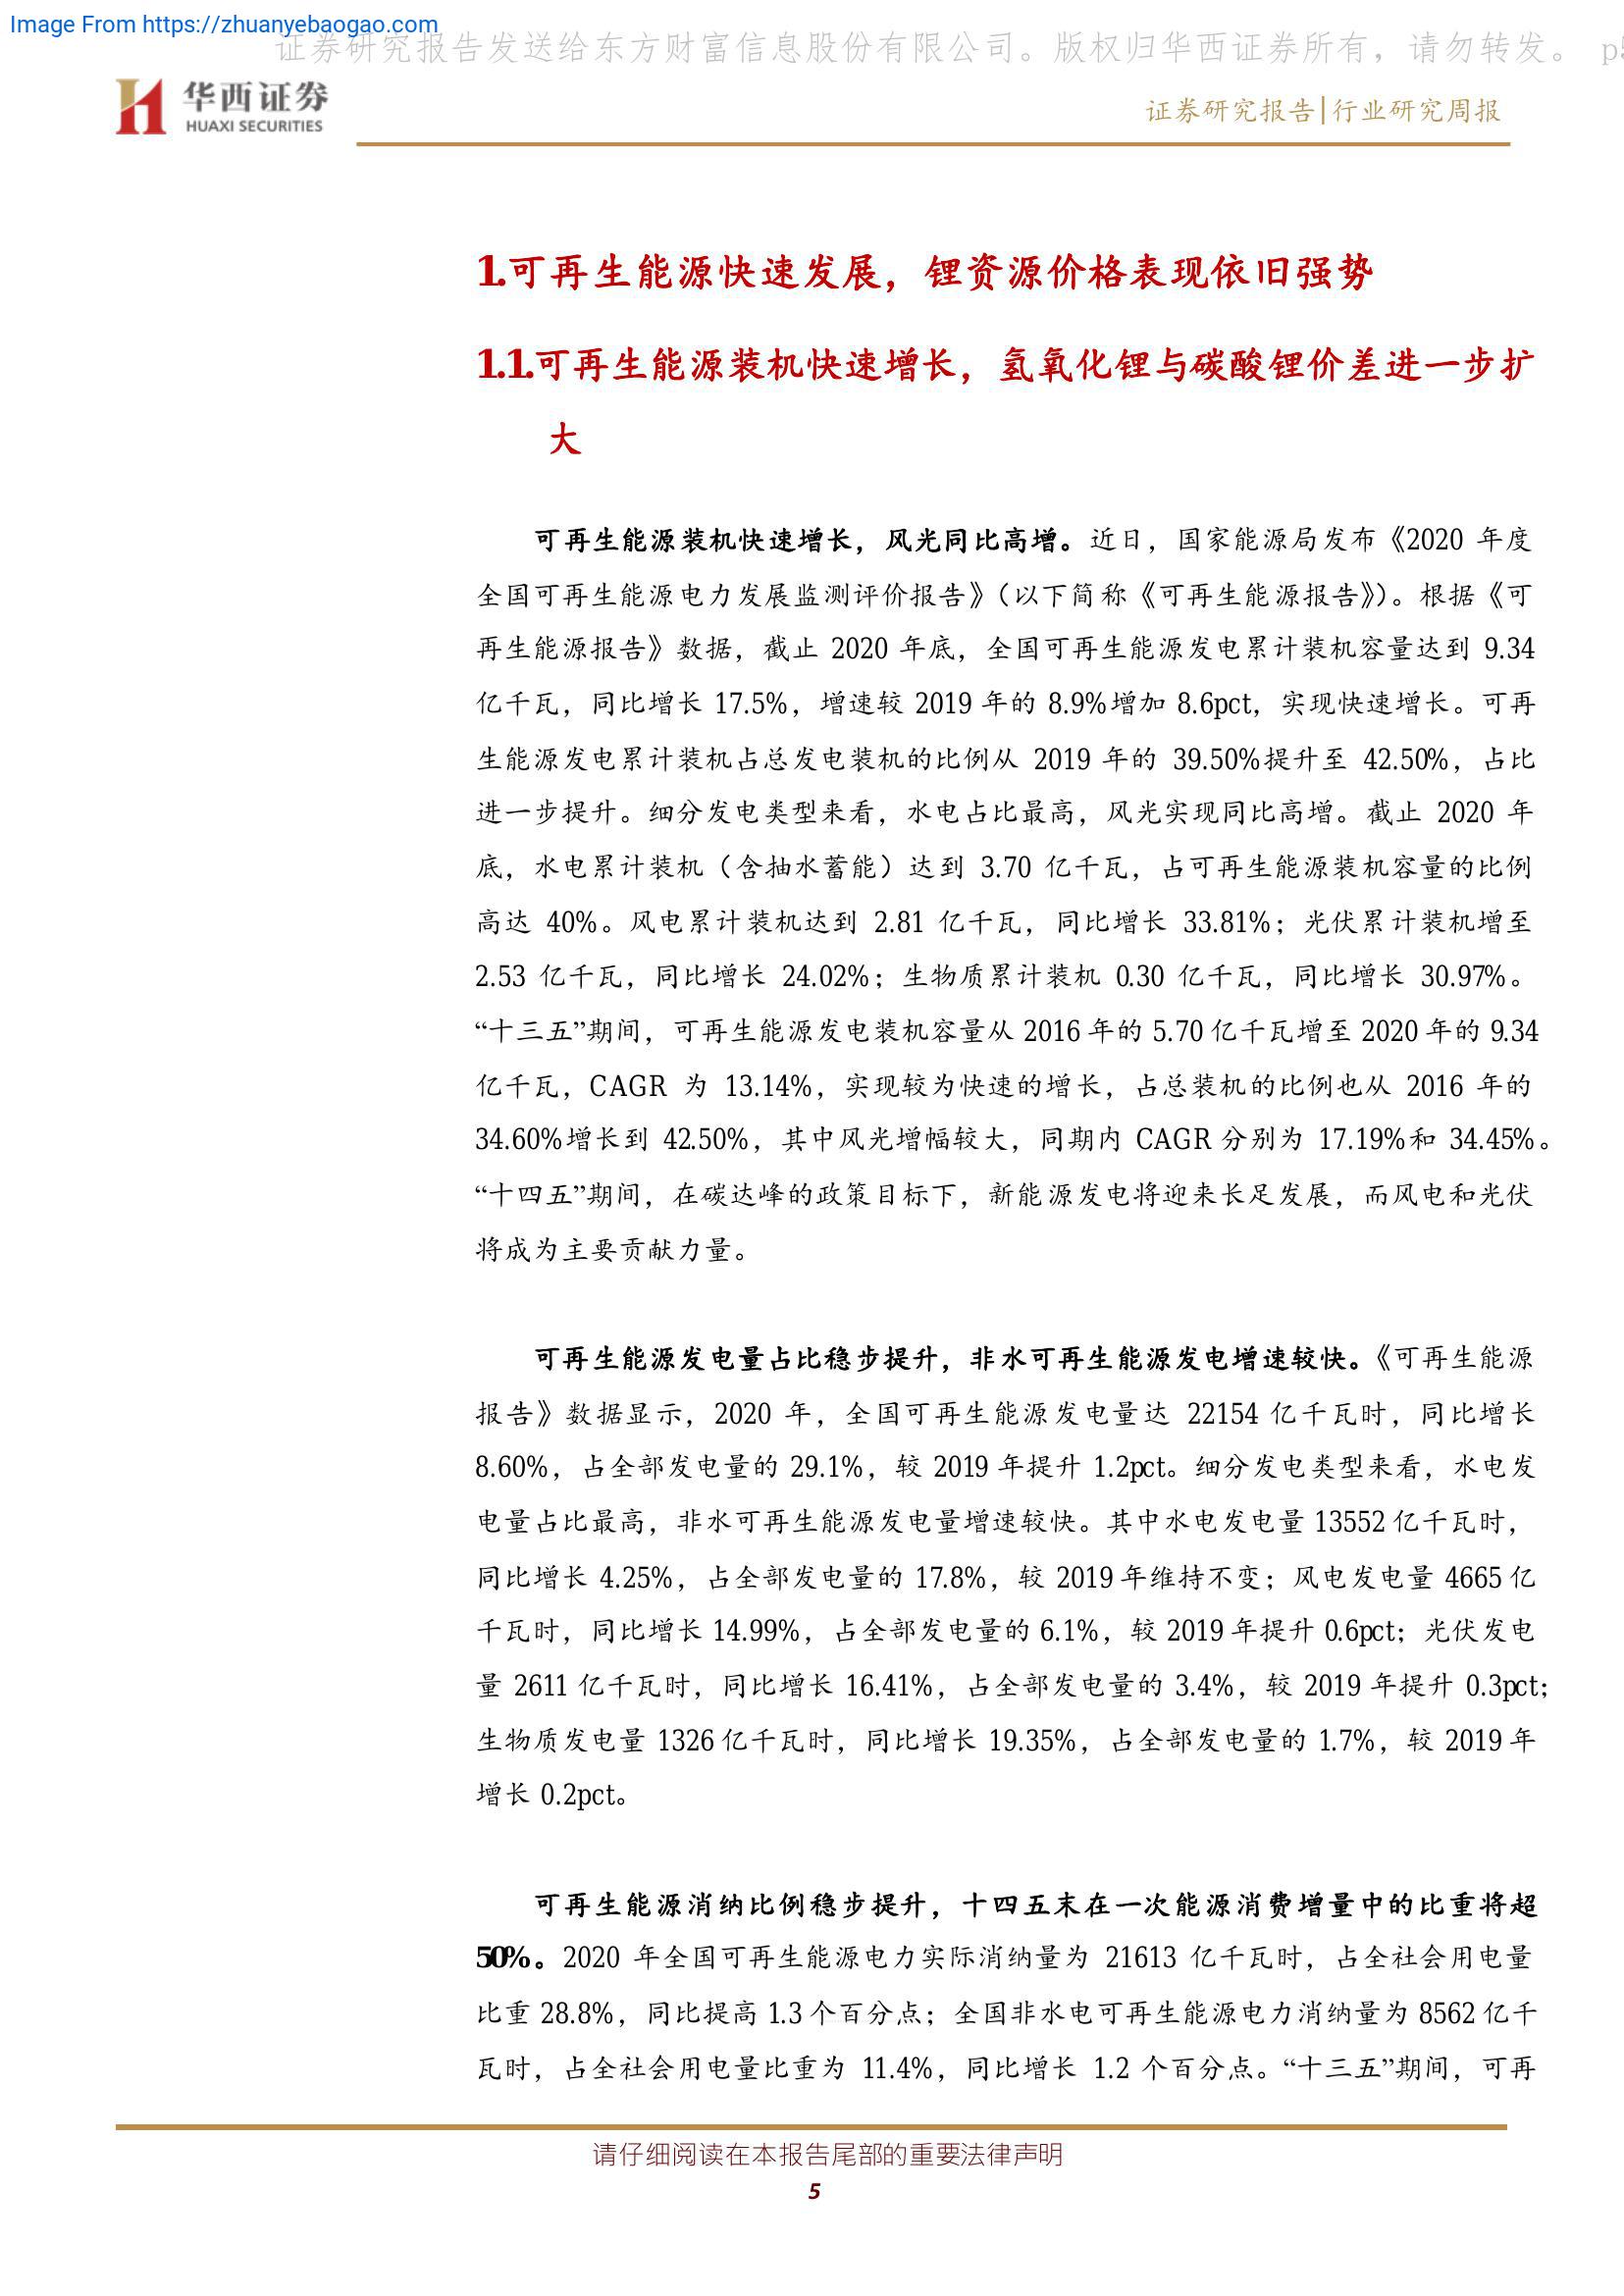 Image From https://zhuanyebaogao.com
证券研究报告发送给东方财富信息股份有限公司。版权归华西证券所有，请勿转发。 p5
华西证券
HUAXI SECURITIES
证券研究报告|行业研究周报
1.可再生能源快速发展，锂资源价格表现依旧强势
1.1.可再生能源装机快速增长，氢氧化锂与碳酸锂价差进一步扩
大
可再生能源装机快速增长，风光同比高增。近日，国家能源局发布《2020 年度
全国可再生能源电力发展监测评价报告》（以下简称《可再生能源报告》）。根据《可
再生能源报告》数据，截止 2020 年底，全国可再生能源发电累计装机容量达到 9.34
亿千瓦，同比增长 17.5%，增速较 2019 年的 8.9%增加 8.6pct，实现快速增长。可再
生能源发电累计装机占总发电装机的比例从 2019 年的 39.50%提升至 42.50%，占比
进一步提升。细分发电类型来看，水电占比最高，风光实现同比高增。截止 2020 年
底，水电累计装机（含抽水蓄能）达到 3.70 亿千瓦，占可再生能源装机容量的比例
高达 40%。风电累计装机达到 2.81 亿千瓦，同比增长 33.81%；光伏累计装机增至
2.53 亿千瓦，同比增长 24.02%；生物质累计装机 0.30 亿千瓦，同比增长 30.97%。
“十三五”期间，可再生能源发电装机容量从 2016 年的 5.70 亿千瓦增至 2020 年的 9.34
亿千瓦，CAGR 为 13.14%，实现较为快速的增长，占总装机的比例也从 2016 年的
34.60%增长到 42.50%，其中风光增幅较大，同期内 CAGR 分别为 17.19%和 34.45%。
“十四五”期间，在碳达峰的政策目标下，新能源发电将迎来长足发展，而风电和光伏
将成为主要贡献力量。
可再生能源发电量占比稳步提升，非水可再生能源发电增速较快。《可再生能源
报告》数据显示，2020 年，全国可再生能源发电量达 22154 亿千瓦时，同比增长
8.60%，占全部发电量的 29.1%，较 2019 年提升 1.2pct。细分发电类型来看，水电发
电量占比最高，非水可再生能源发电量增速较快。其中水电发电量 13552 亿千瓦时，
同比增长 4.25%，占全部发电量的 17.8%，较 2019 年维持不变；风电发电量 4665 亿
千瓦时，同比增长 14.99%，占全部发电量的 6.1%，较 2019 年提升 0.6pct；光伏发电
量 2611 亿千瓦时，同比增长 16.41%，占全部发电量的 3.4%，较 2019 年提升 0.3pct；
生物质发电量 1326 亿千瓦时，同比增长 19.35%，占全部发电量的 1.7%，较 2019 年
增长 0.2pct。
可再生能源消纳比例稳步提升，十四五末在一次能源消费增量中的比重将超
50%。2020 年全国可再生能源电力实际消纳量为 21613 亿千瓦时，占全社会用电量
比重 28.8%，同比提高 1.3 个百分点；全国非水电可再生能源电力消纳量为 8562 亿千
瓦时，占全社会用电量比重为 11.4%，同比增长 1.2 个百分点。“十三五”期间，可再
请仔细阅读在本报告尾部的重要法律声明
5